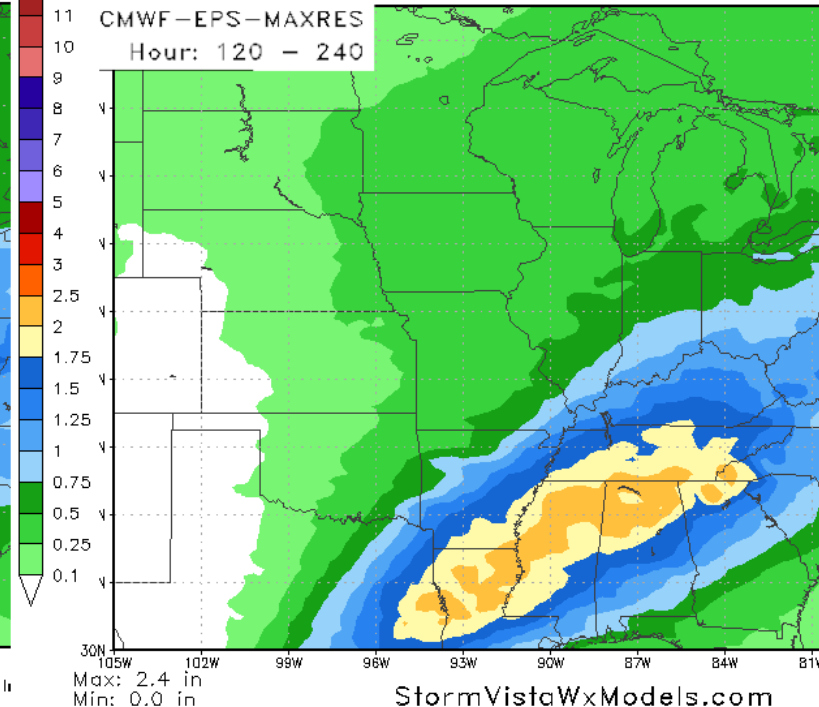 CMWF-EPS-MAXRES
Hour: 120 - 240
11
10
9
8
7
6
5
4
3
2.5
2
1.75
1.5
1.25
1
0.75
0.5
0.25
0.1
N
N
N
N
N
N
N
N
30N
105W 102W 99W 96W 93W 90W 87W 84W 81W
Max: 2.4 in
Min: 0.0 in
StormVistaWxModels.com